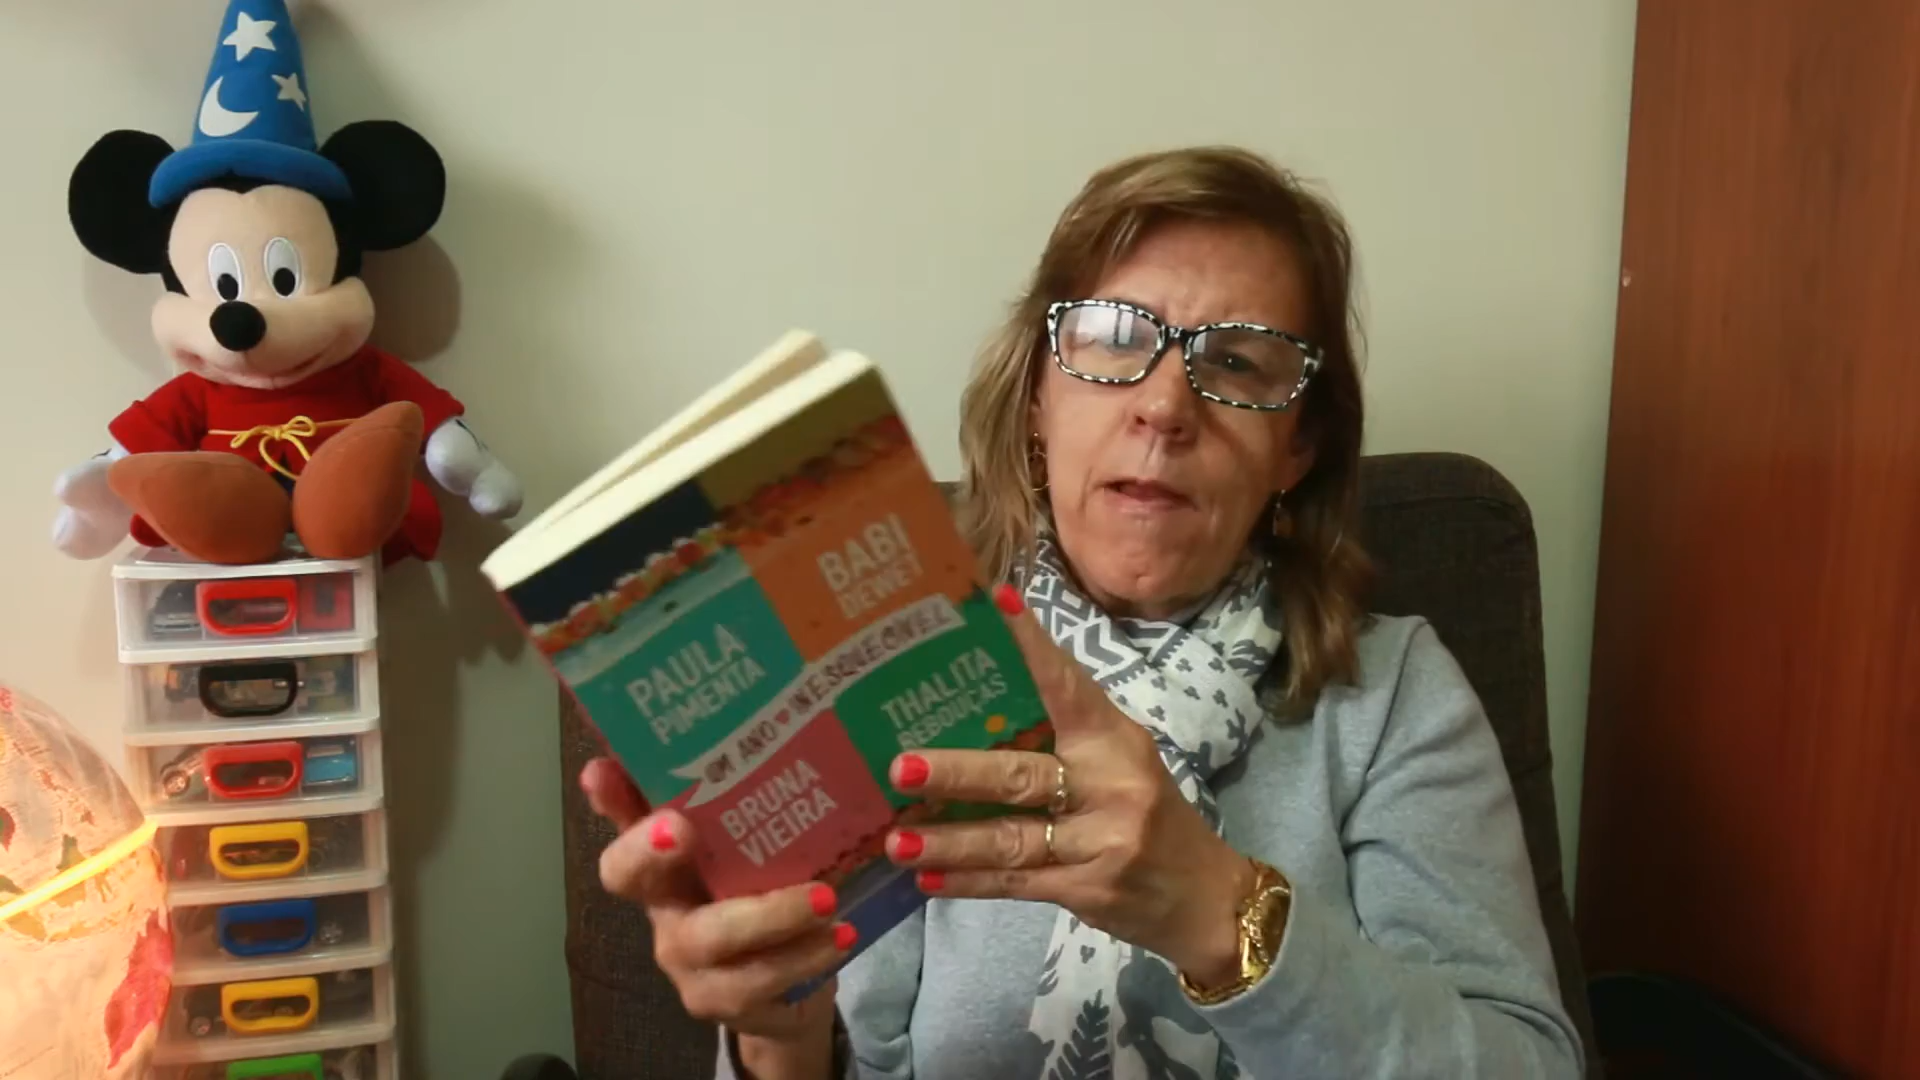 BABI
DEWET
PAULA
PIMENTA
UM ANO INESQUECÍVEL
THALITA
REBOUÇAS
BRUNA
VIEIRA